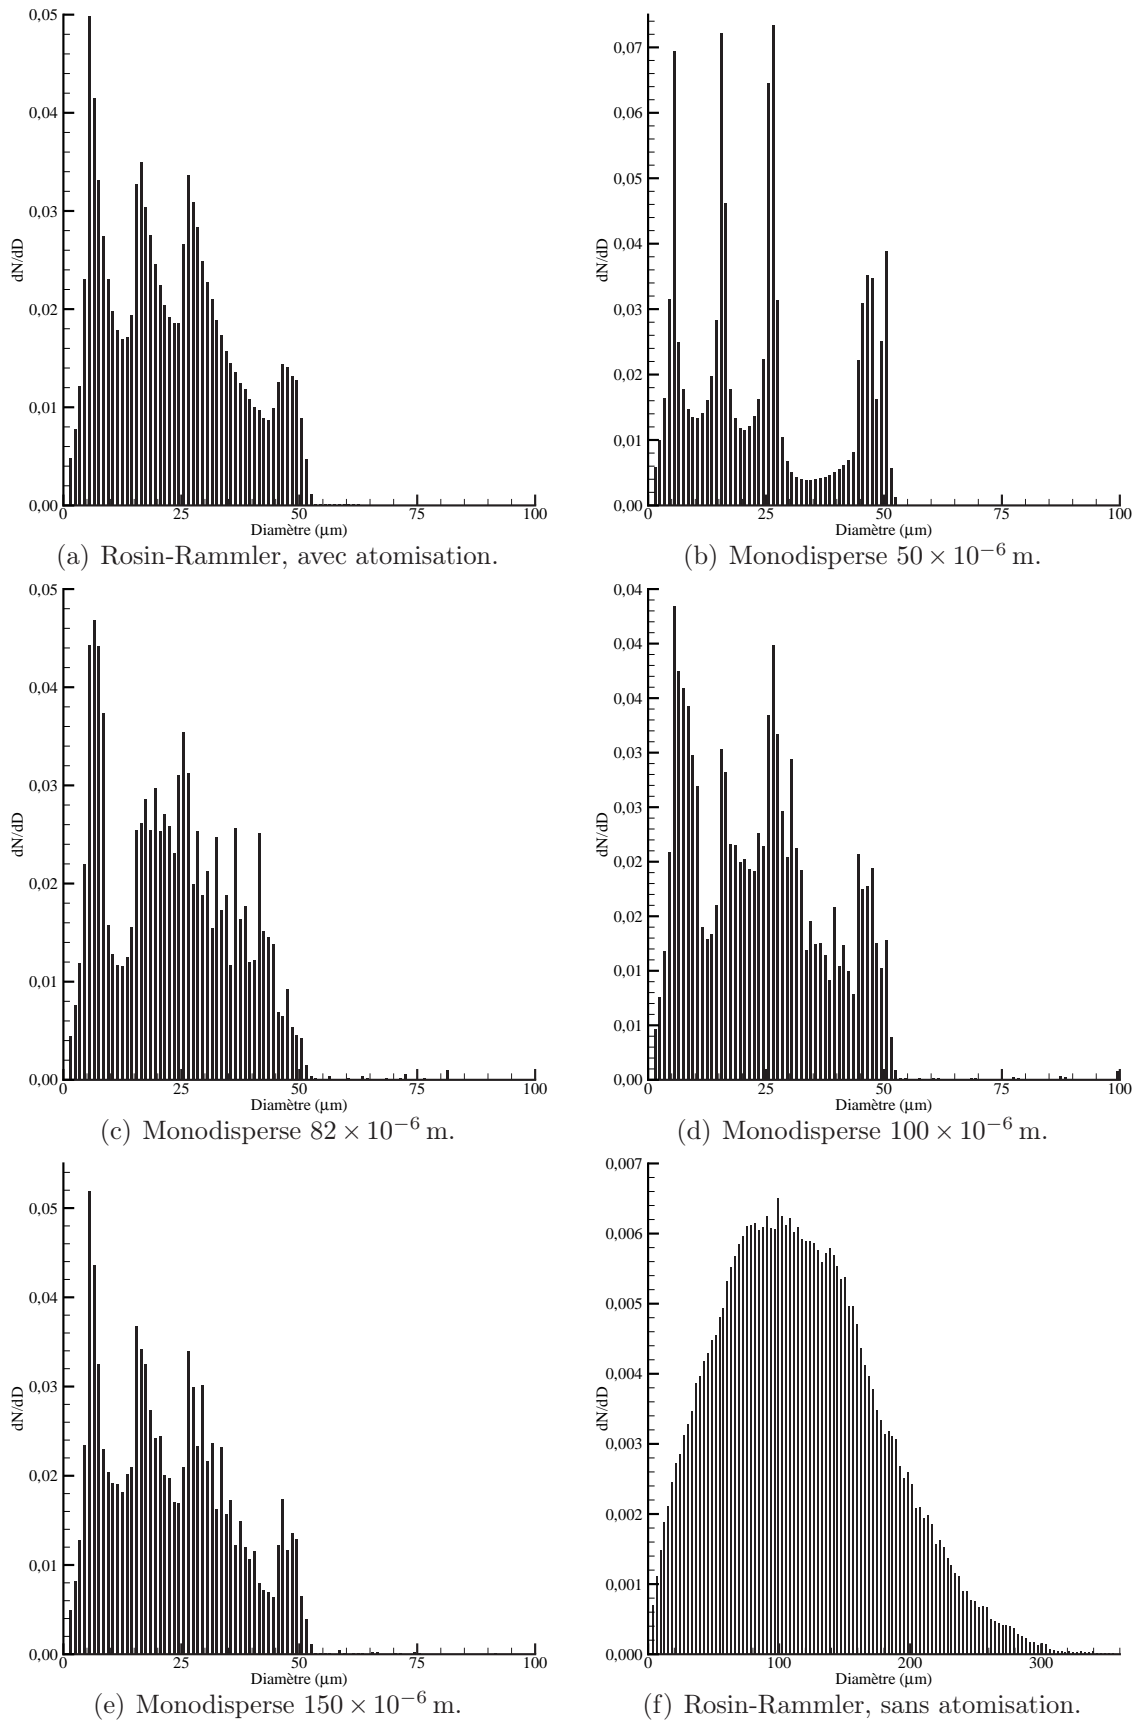 0,05
0,04
0,03
0,02
0,01
0,00
dN/dD
0 25 50 75 100
Diamètre (μm)
(a) Rosin-Rammler, avec atomisation.
0,07
0,06
0,05
0,04
0,03
0,02
0,01
0,00
dN/dD
0 25 50 75 100
Diamètre (μm)
(b) Monodisperse 50 × 10⁻⁶ m.
0,05
0,04
0,03
0,02
0,01
0,00
dN/dD
0 25 50 75 100
Diamètre (μm)
(c) Monodisperse 82 × 10⁻⁶ m.
0,04
0,04
0,04
0,03
0,03
0,02
0,02
0,01
0,01
0,00
dN/dD
0 25 50 75 100
Diamètre (μm)
(d) Monodisperse 100 × 10⁻⁶ m.
0,05
0,04
0,03
0,02
0,01
0,00
dN/dD
0 25 50 75 100
Diamètre (μm)
(e) Monodisperse 150 × 10⁻⁶ m.
0,007
0,006
0,005
0,004
0,003
0,002
0,001
0,000
dN/dD
0 100 200 300
Diamètre (μm)
(f) Rosin-Rammler, sans atomisation.